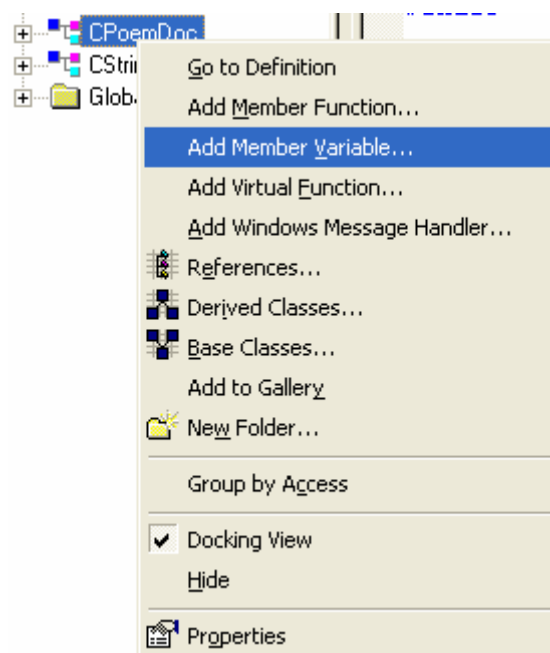 CPoemDoc
CStri
Glob
Go to Definition
Add Member Function...
Add Member Variable...
Add Virtual Function...
Add Windows Message Handler...
References...
Derived Classes...
Base Classes...
Add to Gallery
New Folder...
Group by Access
Docking View
Hide
Properties